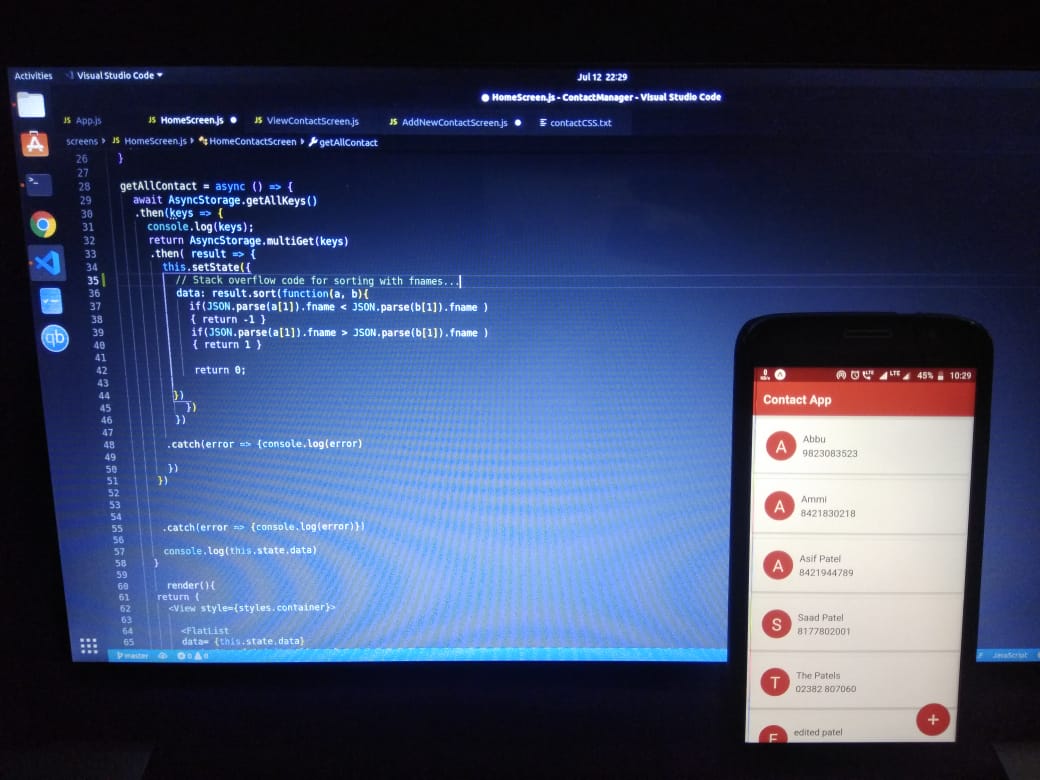 Activities Visual Studio Code Jul 12 22:29
HomeScreen.js - ContactManager - Visual Studio Code
JS App.js JS HomeScreen.js JS ViewContactScreen.js JS AddNewContactScreen.js contactCSS.txt
screens JS HomeScreen.js HomeContactScreen getAllContact
26 }
27
28 getAllContact = async () => {
29 await AsyncStorage.getAllKeys()
30 .then(keys => {
31 console.log(keys);
32 return AsyncStorage.multiGet(keys)
33 .then( result => {
34 this.setState({
35 // Stack overflow code for sorting with fnames...
36 data: result.sort(function(a, b){
37 if(JSON.parse(a[1]).fname < JSON.parse(b[1]).fname )
38 { return -1 }
39 if(JSON.parse(a[1]).fname > JSON.parse(b[1]).fname )
40 { return 1 }
41
42 return 0;
43
44 })
45 })
46 })
47
48 .catch(error => {console.log(error)
49
50 })
51 })
52
53
54
55 .catch(error => {console.log(error)})
56
57 console.log(this.state.data)
58 }
59
60 render(){
61 return (
62 <View style={styles.container}>
63
64 <FlatList
65 data= {this.state.data}
master 0 0 JavaScript
qb
LTE LTE 45% 10:29
Contact App
A Abbu
9823083523
A Ammi
8421830218
A Asif Patel
8421944789
S Saad Patel
8177802001
T The Patels
02382 807060
edited patel
+